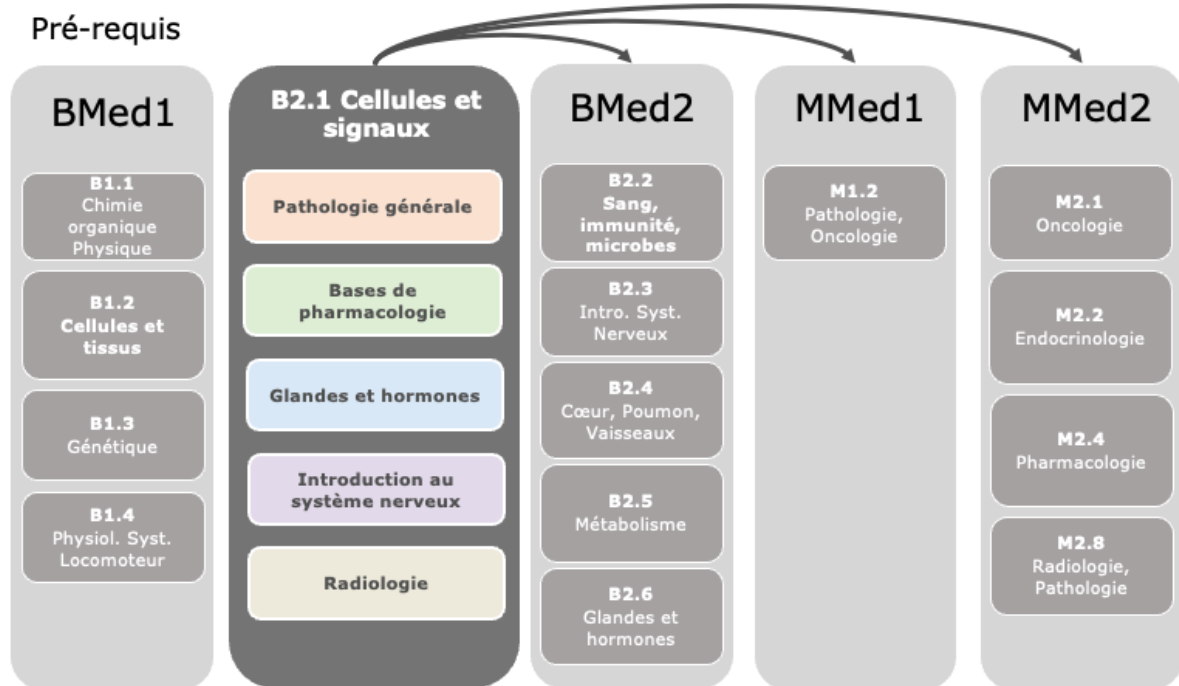 Pré-requis
BMed1
B1.1
Chimie
organique
Physique
B1.2
Cellules et
tissus
B1.3
Génétique
B1.4
Physiol. Syst.
Locomoteur
B2.1 Cellules et
signaux
Pathologie générale
Bases de
pharmacologie
Glandes et hormones
Introduction au
système nerveux
Radiologie
BMed2
B2.2
Sang,
immunité,
microbes
B2.3
Intro. Syst.
Nerveux
B2.4
Cœur, Poumon,
Vaisseaux
B2.5
Métabolisme
B2.6
Glandes et
hormones
MMed1
M1.2
Pathologie,
Oncologie
MMed2
M2.1
Oncologie
M2.2
Endocrinologie
M2.4
Pharmacologie
M2.8
Radiologie,
Pathologie